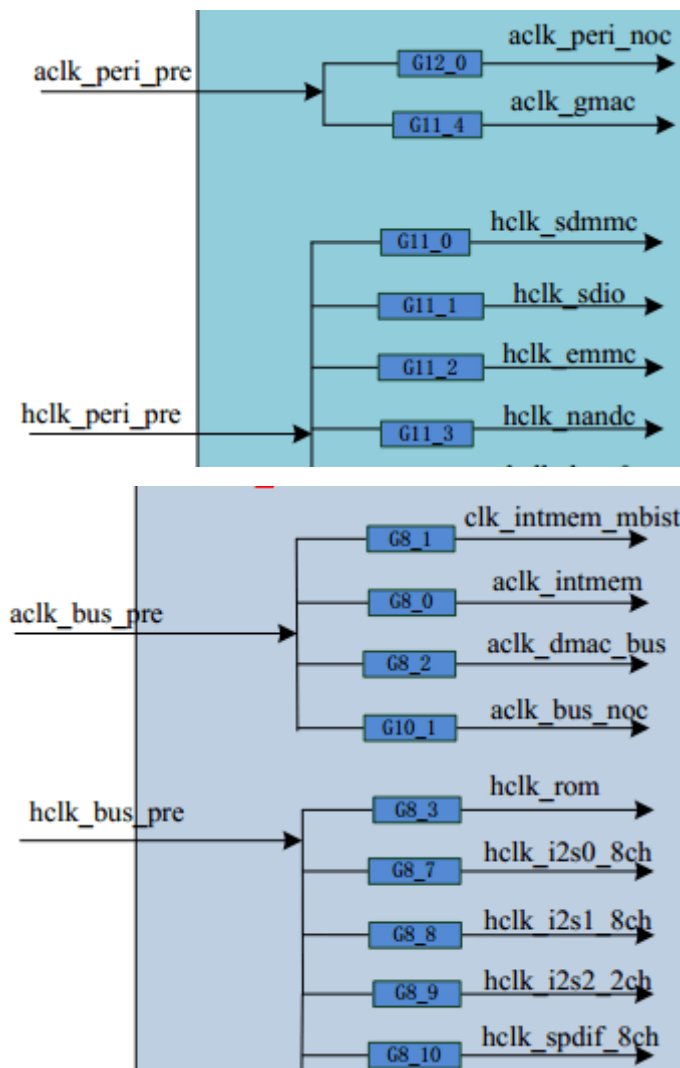 aclk_peri_noc
G12_0
aclk_peri_pre
aclk_gmac
G11_4
hclk_sdmmc
G11_0
hclk_sdio
G11_1
hclk_emmc
G11_2
hclk_peri_pre
hclk_nandc
G11_3
clk_intmem_mbist
G8_1
aclk_intmem
G8_0
aclk_bus_pre
aclk_dmac_bus
G8_2
aclk_bus_noc
G10_1
hclk_rom
hclk_bus_pre
G8_3
hclk_i2s0_8ch
G8_7
hclk_i2s1_8ch
G8_8
hclk_i2s2_2ch
G8_9
hclk_spdif_8ch
G8_10